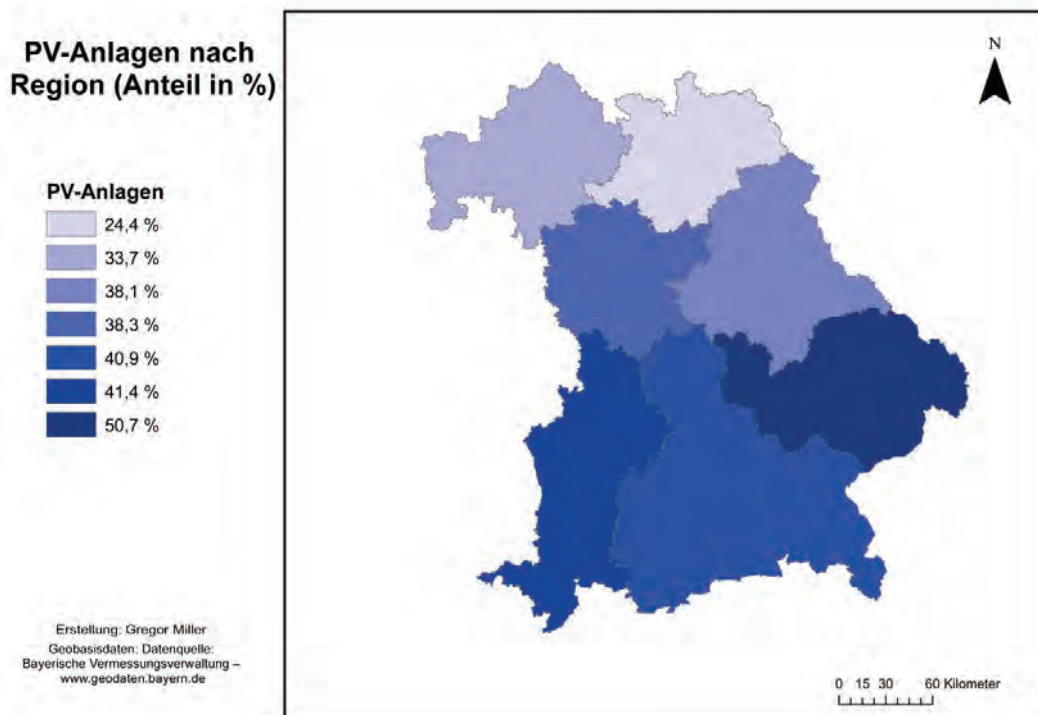 PV-Anlagen nach
Region (Anteil in %)
PV-Anlagen
24,4 %
33,7 %
38,1 %
38,3 %
40,9 %
41,4 %
50,7 %
Erstellung: Gregor Miller
Geobasisdaten: Datenquelle:
Bayerische Vermessungsverwaltung –
www.geodaten.bayern.de
N
0 15 30 60 Kilometer